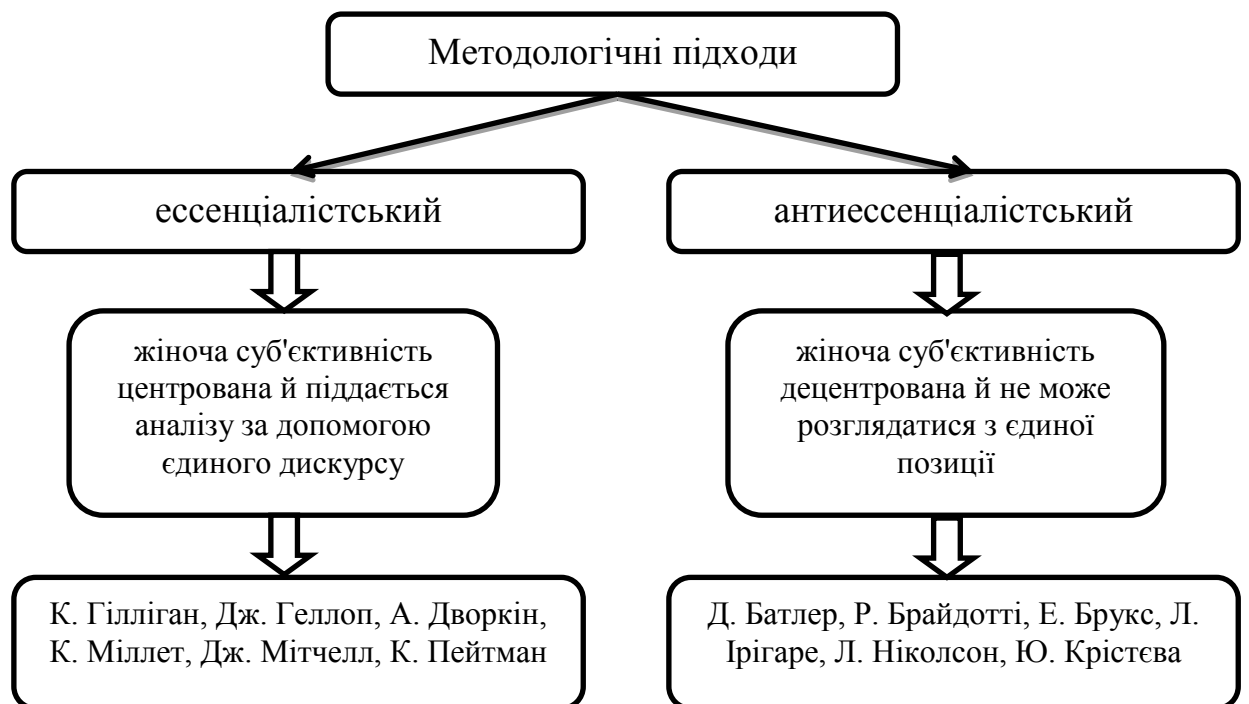 Методологічні підходи
ессенціалістський
антиессенціалістський
жіноча суб'єктивність
центрована й піддається
аналізу за допомогою
єдиного дискурсу
жіноча суб'єктивність
децентрована й не може
розглядатися з єдиної
позиції
К. Гілліган, Дж. Геллоп, А. Дворкін,
К. Міллет, Дж. Мітчелл, К. Пейтман
Д. Батлер, Р. Брайдотті, Е. Брукс, Л.
Ірігаре, Л. Ніколсон, Ю. Крістєва